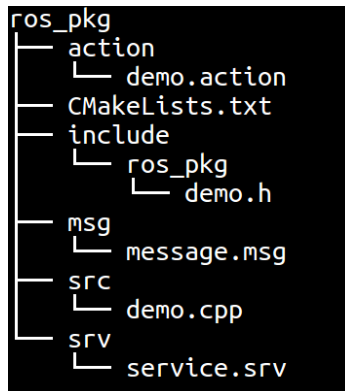 ros_pkg
action
demo.action
CMakeLists.txt
include
ros_pkg
demo.h
msg
message.msg
src
demo.cpp
srv
service.srv